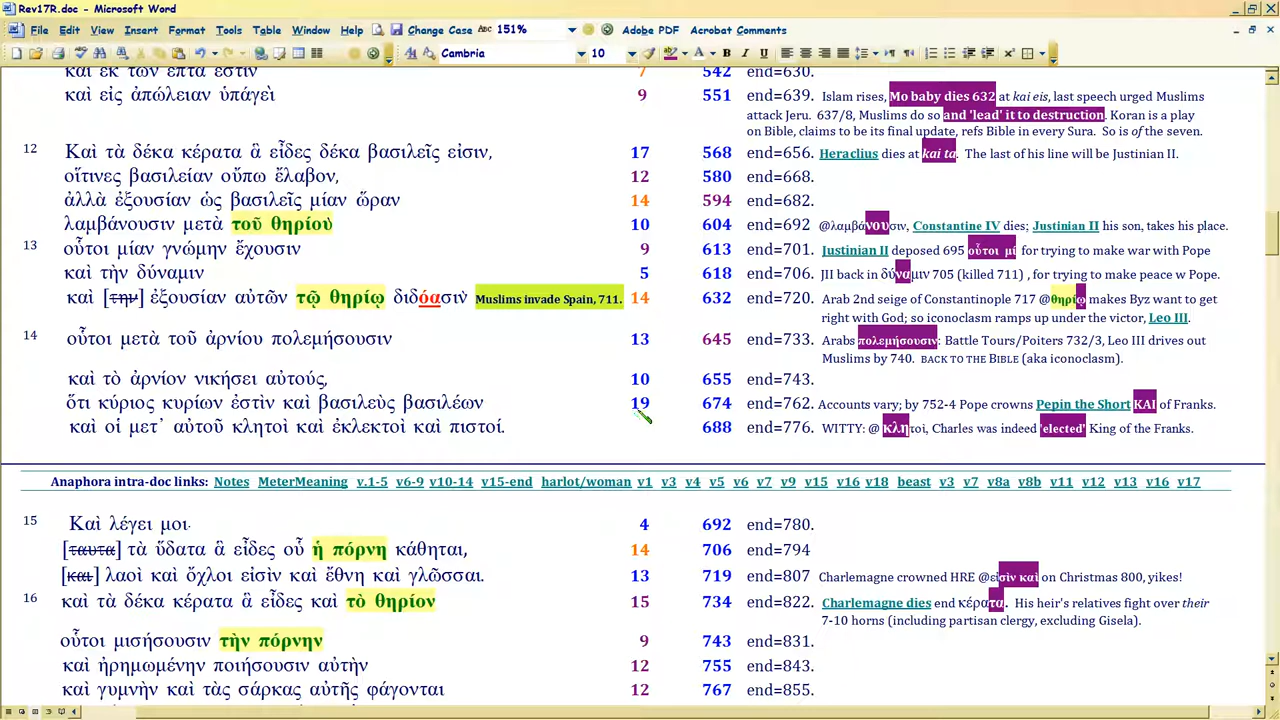 Rev17R.doc - Microsoft Word
File Edit View Insert Format Tools Table Window Help Change Case 151% Adobe PDF Acrobat Comments
Cambria 10
καὶ ἐκ τῶν ἑπτά ἐστιν 7 542 end=630.
καὶ εἰς ἀπώλειαν ὑπάγει 9 551 end=639. Islam rises, Mo baby dies 632 at kai eis, last speech urged Muslims
attack Jeru. 637/8, Muslims do so and 'lead' it to destruction. Koran is a play
on Bible, claims to be its final update, refs Bible in every Sura. So is of the seven.
12 Καὶ τὰ δέκα κέρατα ἃ εἶδες δέκα βασιλεῖς εἰσιν, 17 568 end=656. Heraclius dies at kai ta. The last of his line will be Justinian II.
οἵτινες βασιλείαν οὔπω ἔλαβον, 12 580 end=668.
ἀλλὰ ἐξουσίαν ὡς βασιλεῖς μίαν ὥραν 14 594 end=682.
λαμβάνουσιν μετὰ τοῦ θηρίοὺ 10 604 end=692 @λαμβάνουσιν, Constantine IV dies; Justinian II his son, takes his place.
13 οὗτοι μίαν γνώμην ἔχουσιν 9 613 end=701. Justinian II deposed 695 οὗτοι μί for trying to make war with Pope
καὶ τὴν δύναμιν 5 618 end=706. JII back in δύναμιν 705 (killed 711) , for trying to make peace w Pope.
καὶ [την] ἐξουσίαν αὐτῶν τῷ θηρίῳ διδόασιν Muslims invade Spain, 711. 14 632 end=720. Arab 2nd seige of Constantinople 717 @θηρίῳ makes Byz want to get
right with God; so iconoclasm ramps up under the victor, Leo III.
14 οὗτοι μετὰ τοῦ ἀρνίου πολεμήσουσιν 13 645 end=733. Arabs πολεμήσουσιν: Battle Tours/Poiters 732/3, Leo III drives out
Muslims by 740. BACK TO THE BIBLE (aka iconoclasm).
καὶ τὸ ἀρνίον νικήσει αὐτούς, 10 655 end=743.
ὅτι κύριος κυρίων ἐστὶν καὶ βασιλεὺς βασιλέων 19 674 end=762. Accounts vary; by 752-4 Pope crowns Pepin the Short ΚΑΙ of Franks.
καὶ οἱ μετ᾽ αὐτοῦ κλητοὶ καὶ ἐκλεκτοὶ καὶ πιστοί. 688 end=776. WITTY: @ κλητοὶ, Charles was indeed 'elected' King of the Franks.
Anaphora intra-doc links: Notes MeterMeaning v.1-5 v6-9 v10-14 v15-end harlot/woman v1 v3 v4 v5 v6 v7 v9 v15 v16 v18 beast v3 v7 v8a v8b v11 v12 v13 v16 v17
15 Καὶ λέγει μοι· 4 692 end=780.
[ταυτα] τὰ ὕδατα ἃ εἶδες οὗ ἡ πόρνη κάθηται, 14 706 end=794
[και] λαοὶ καὶ ὄχλοι εἰσὶν καὶ ἔθνη καὶ γλῶσσαι. 13 719 end=807 Charlemagne crowned HRE @εἰσὶν καὶ on Christmas 800, yikes!
16 καὶ τὰ δέκα κέρατα ἃ εἶδες καὶ τὸ θηρίον 15 734 end=822. Charlemagne dies end κέρατα. His heir's relatives fight over their
7-10 horns (including partisan clergy, excluding Gisela).
οὗτοι μισήσουσιν τὴν πόρνην 9 743 end=831.
καὶ ἠρημωμένην ποιήσουσιν αὐτὴν 12 755 end=843.
καὶ γυμνὴν καὶ τὰς σάρκας αὐτῆς φάγονται 12 767 end=855.